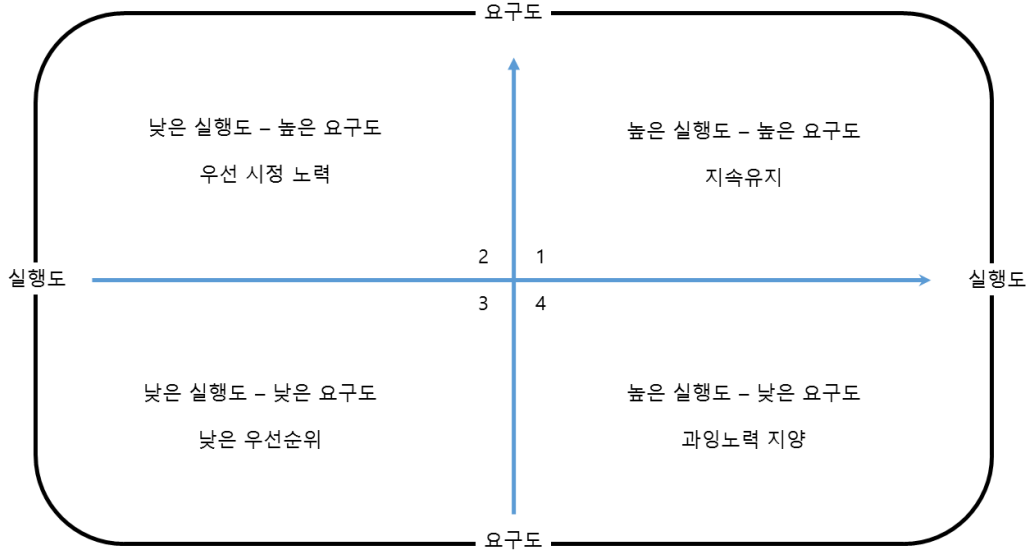 요구도
낮은 실행도 – 높은 요구도
우선 시정 노력
높은 실행도 – 높은 요구도
지속유지
2
1
실행도
실행도
3
4
낮은 실행도 – 낮은 요구도
낮은 우선순위
높은 실행도 – 낮은 요구도
과잉노력 지양
요구도